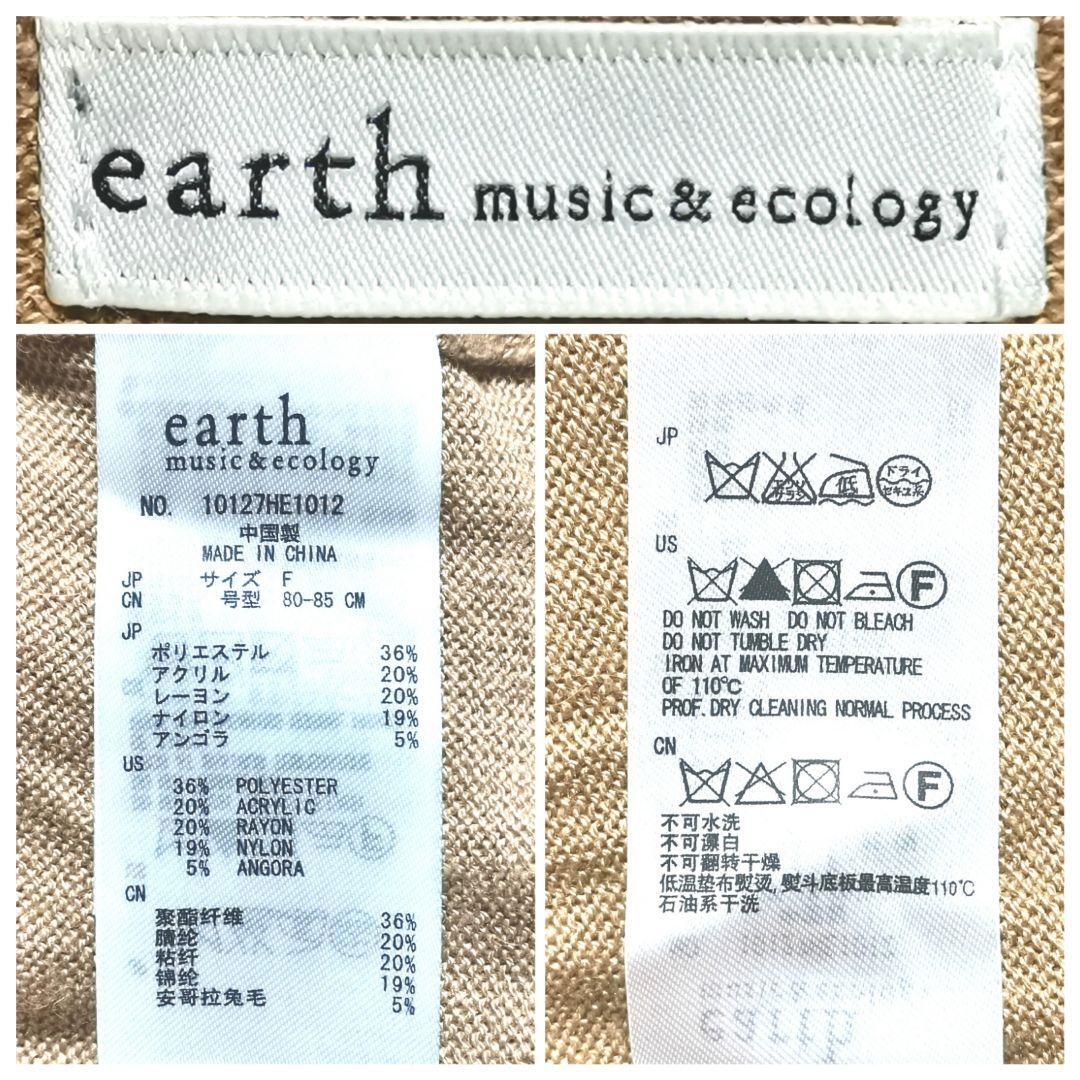 earth music & ecology
earth
music & ecology
NO. 10127HE1012
中国製
MADE IN CHINA
JP サイズ F
CN 号型 80-85 CM
JP
ポリエステル 36%
アクリル 20%
レーヨン 20%
ナイロン 19%
アンゴラ 5%
US
36% POLYESTER
20% ACRYLIC
20% RAYON
19% NYLON
5% ANGORA
CN
聚酯纤维 36%
腈纶 20%
粘纤 20%
锦纶 19%
安哥拉兔毛 5%
JP
エンソサラシ 低 ドライ セキユ系
US
F
DO NOT WASH DO NOT BLEACH
DO NOT TUMBLE DRY
IRON AT MAXIMUM TEMPERATURE
OF 110℃
PROF. DRY CLEANING NORMAL PROCESS
CN
F
不可水洗
不可漂白
不可翻转干燥
低温垫布熨烫,熨斗底板最高温度110℃
石油系干洗